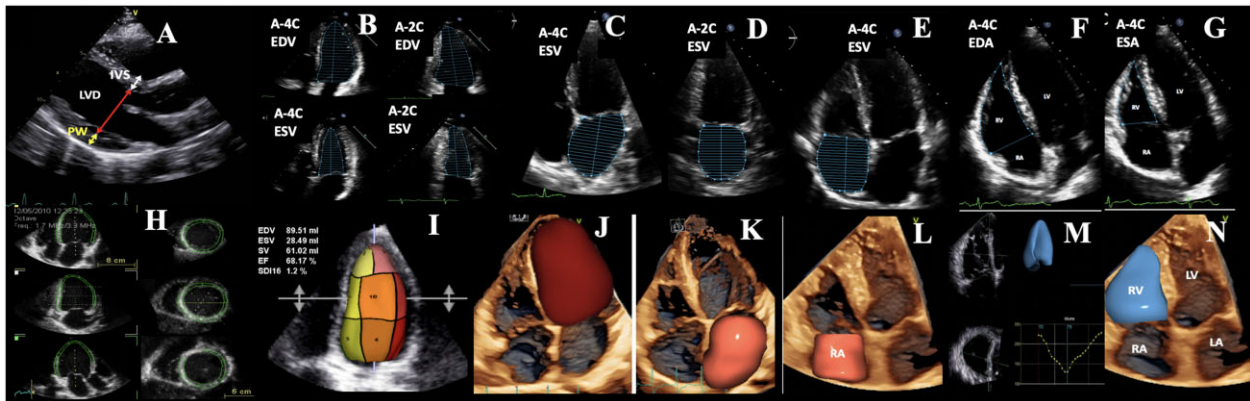 A
IVS
LVD
PW
B
A-4C
EDV
A-2C
EDV
A-4C
ESV
A-2C
ESV
C
A-4C
ESV
D
A-2C
ESV
E
A-4C
ESV
F
A-4C
EDA
LV
RV
RA
G
A-4C
ESA
LV
RV
RA
H
6 cm
6 cm
I
EDV 89.51 ml
ESV 28.49 ml
SV 61.02 ml
EF 68.17 %
SDI16 1.2 %
J
K
L
RA
M
N
RV
LV
RA
LA